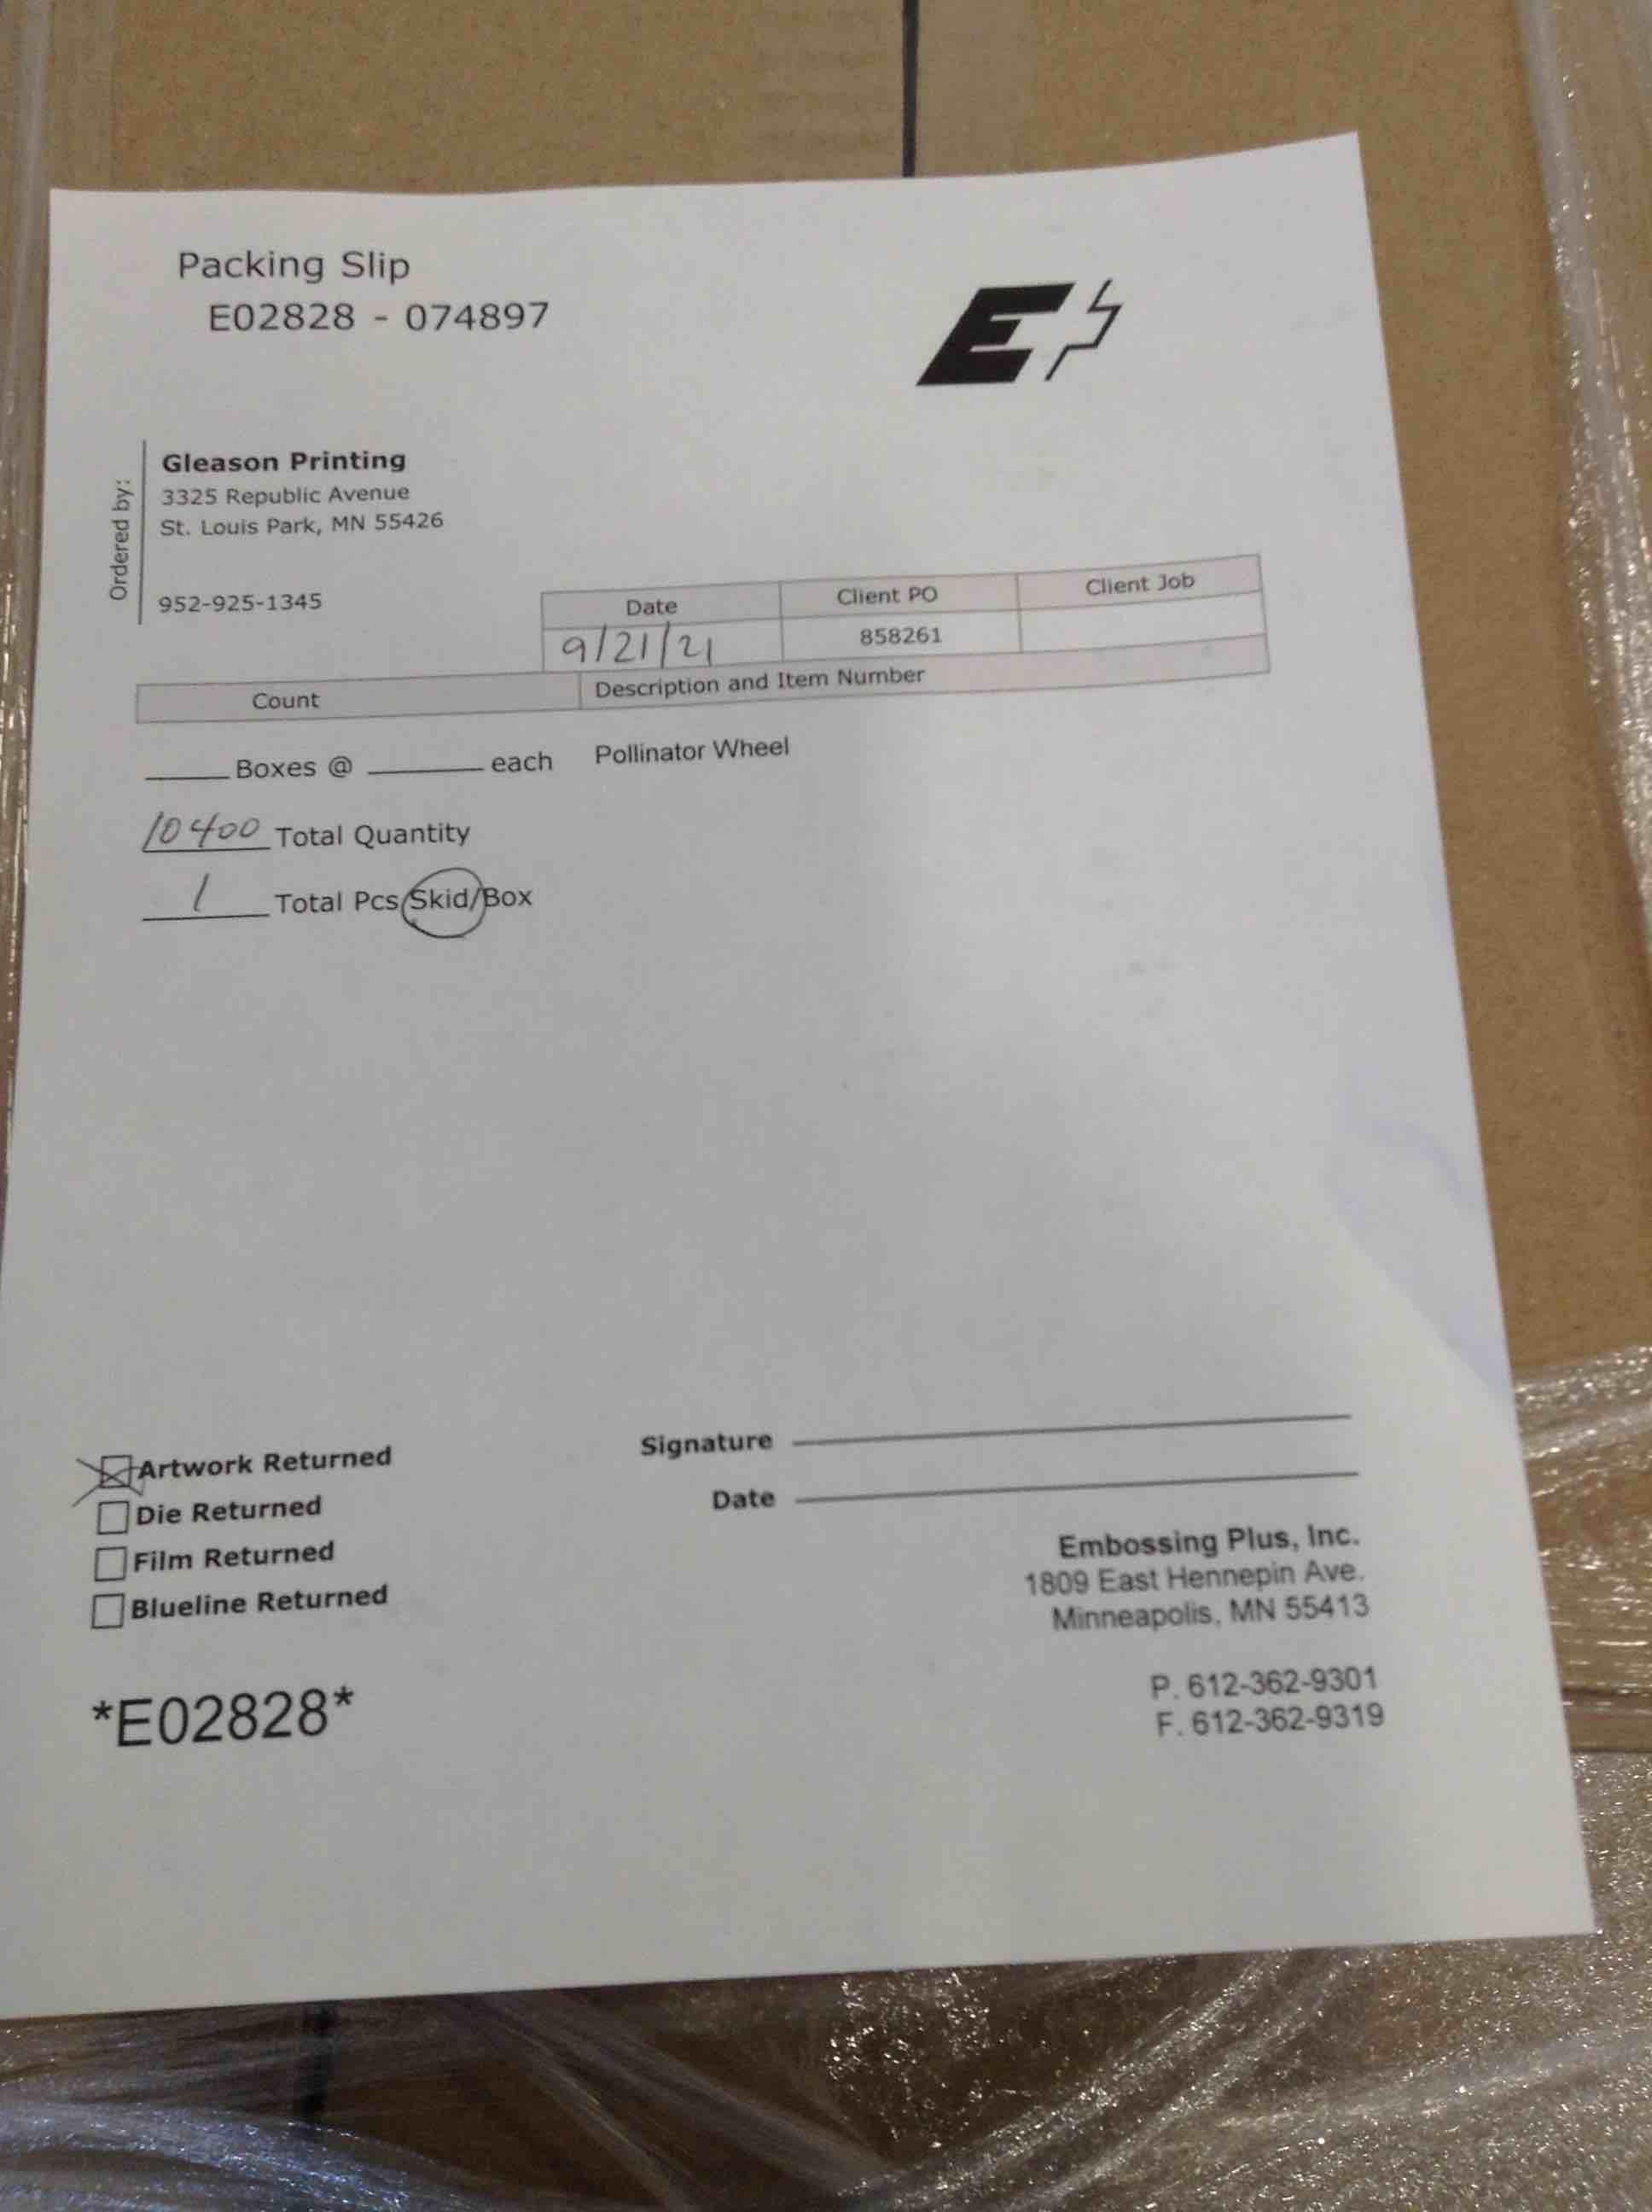 Packing Slip
E02828 - 074897
E
Ordered by:
Gleason Printing
3325 Republic Avenue
St. Louis Park, MN 55426
952-925-1345
Date Client PO Client Job
9/21/21 858261
Count Description and Item Number
____ Boxes @ ____ each Pollinator Wheel
10400 Total Quantity
1 Total Pcs Skid/Box
Artwork Returned
Die Returned
Film Returned
Blueline Returned
*E02828*
Signature
Date
Embossing Plus, Inc.
1809 East Hennepin Ave.
Minneapolis, MN 55413
P. 612-362-9301
F. 612-362-9319